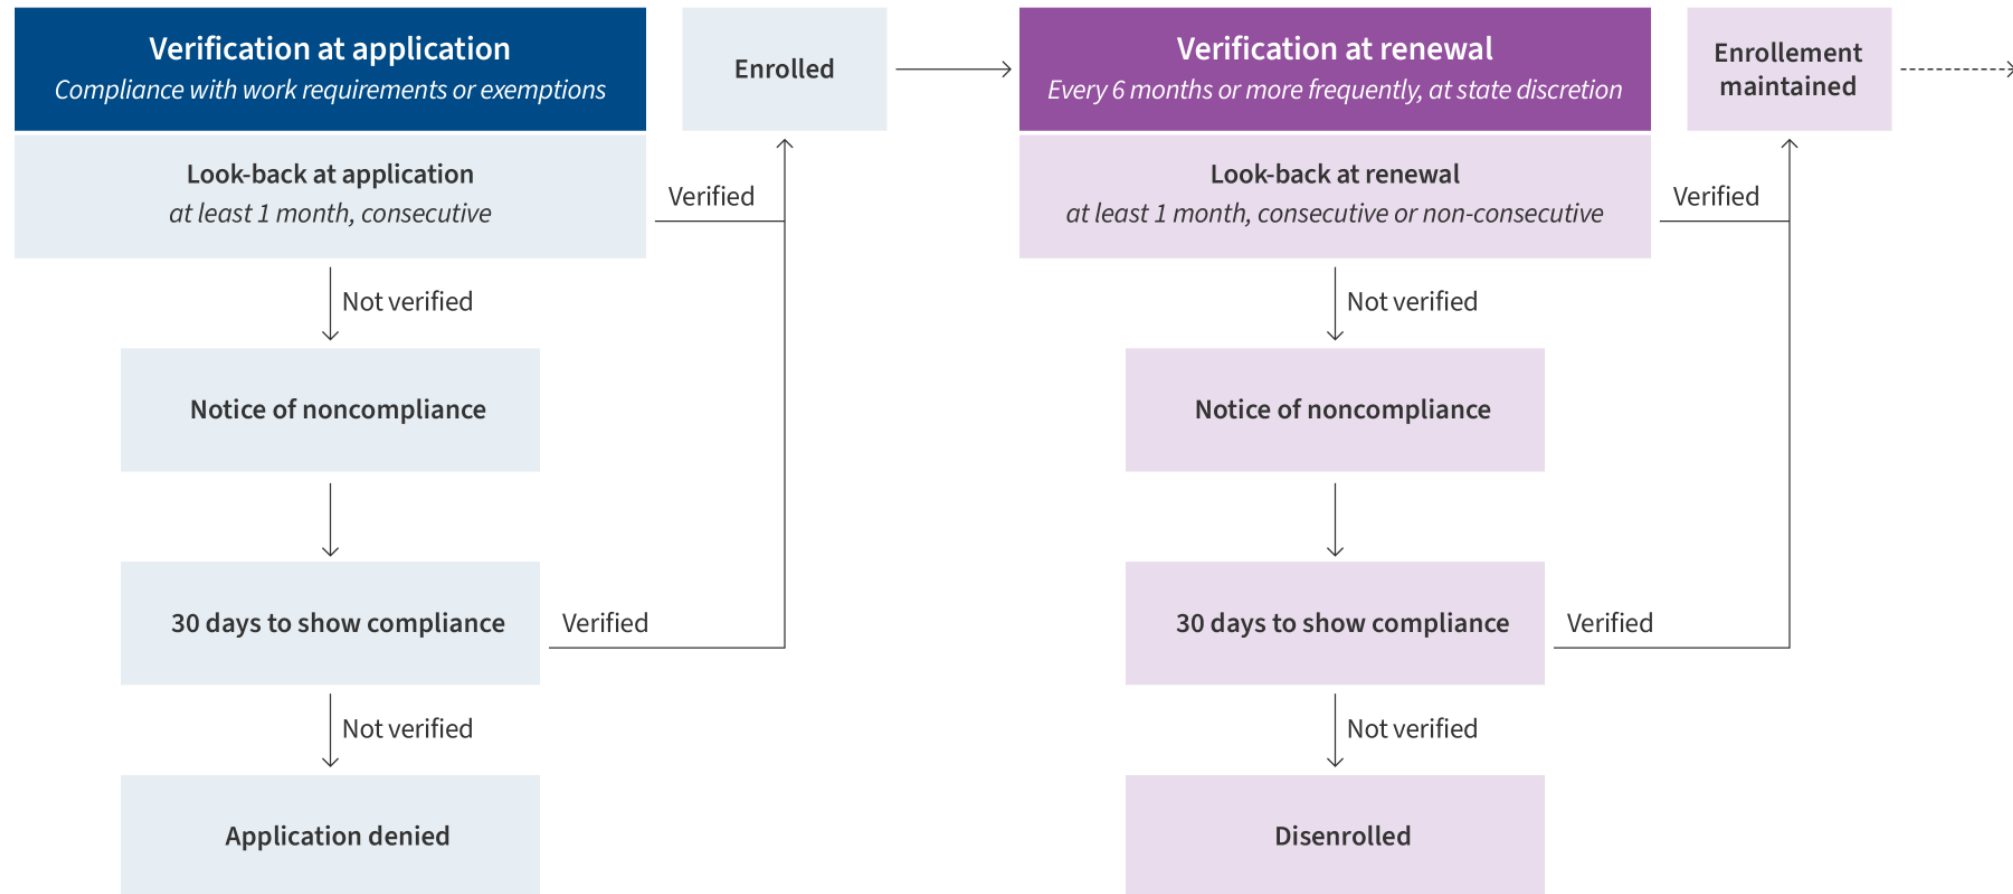 Verification at application
Compliance with work requirements or exemptions
Look-back at application
at least 1 month, consecutive
Verified
Enrolled
Not verified
Notice of noncompliance
30 days to show compliance
Verified
Not verified
Application denied
Verification at renewal
Every 6 months or more frequently, at state discretion
Look-back at renewal
at least 1 month, consecutive or non-consecutive
Verified
Enrollement
maintained
Not verified
Notice of noncompliance
30 days to show compliance
Verified
Not verified
Disenrolled